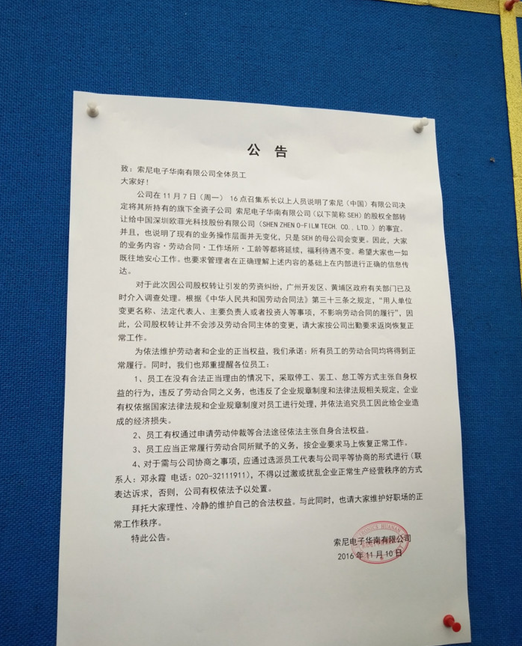 公 告
致：索尼电子华南有限公司全体员工
大家好！
公司在11月7日（周一）16点召集系长以上人员说明了索尼（中国）有限公司决
定将其所持有的旗下全资子公司 索尼电子华南有限公司（以下简称SEH）的股权全部转
让给中国深圳欧菲光科技股份有限公司（SHEN ZHEN O-FILM TECH. CO., LTD.）的事宜。
并且，也说明了现有的业务操作层面并无变化，只是SEH的母公司会变更。因此，大家
的业务内容・劳动合同・工作场所・工龄等都将延续，福利待遇不变。希望大家也一如
既往地安心工作。也要求管理者在正确理解上述内容的基础上在内部进行正确的信息传
达。
对于此次因公司股权转让引发的劳资纠纷，广州开发区、黄埔区政府有关部门已及
时介入调查处理。根据《中华人民共和国劳动合同法》第三十三条之规定，“用人单位
变更名称、法定代表人、主要负责人或者投资人等事项，不影响劳动合同的履行”，因
此，公司股权转让并不会涉及劳动合同主体的变更，请大家按公司出勤要求返岗恢复正
常工作。
为依法维护劳动者和企业的正当权益，我们承诺：所有员工的劳动合同均将得到正
常履行。同时，我们也郑重提醒各位员工：
1、员工在没有合法正当理由的情况下，采取停工、罢工、怠工等方式主张自身权
益的行为，违反了劳动合同之义务，也违反了企业规章制度和法律法规相关规定，企业
有权依据国家法律法规和企业规章制度对员工进行处理，并依法追究员工因此给企业造
成的经济损失。
2、员工有权通过申请劳动仲裁等合法途径依法主张自身合法权益。
3、员工应当正常履行劳动合同所赋予的义务，按企业要求马上恢复正常工作。
4、对于需与公司协商之事项，应通过选派员工代表与公司平等协商的形式进行（联
系人：邓永霞 电话：020-32111911），不得以过激或扰乱企业正常生产经营秩序的方式
表达诉求，否则，公司有权依法予以处置。
拜托大家理性、冷静的维护自己的合法权益。与此同时，也请大家维护好职场的正
常工作秩序。
特此公告。
索尼电子华南有限公司
2016年11月10日